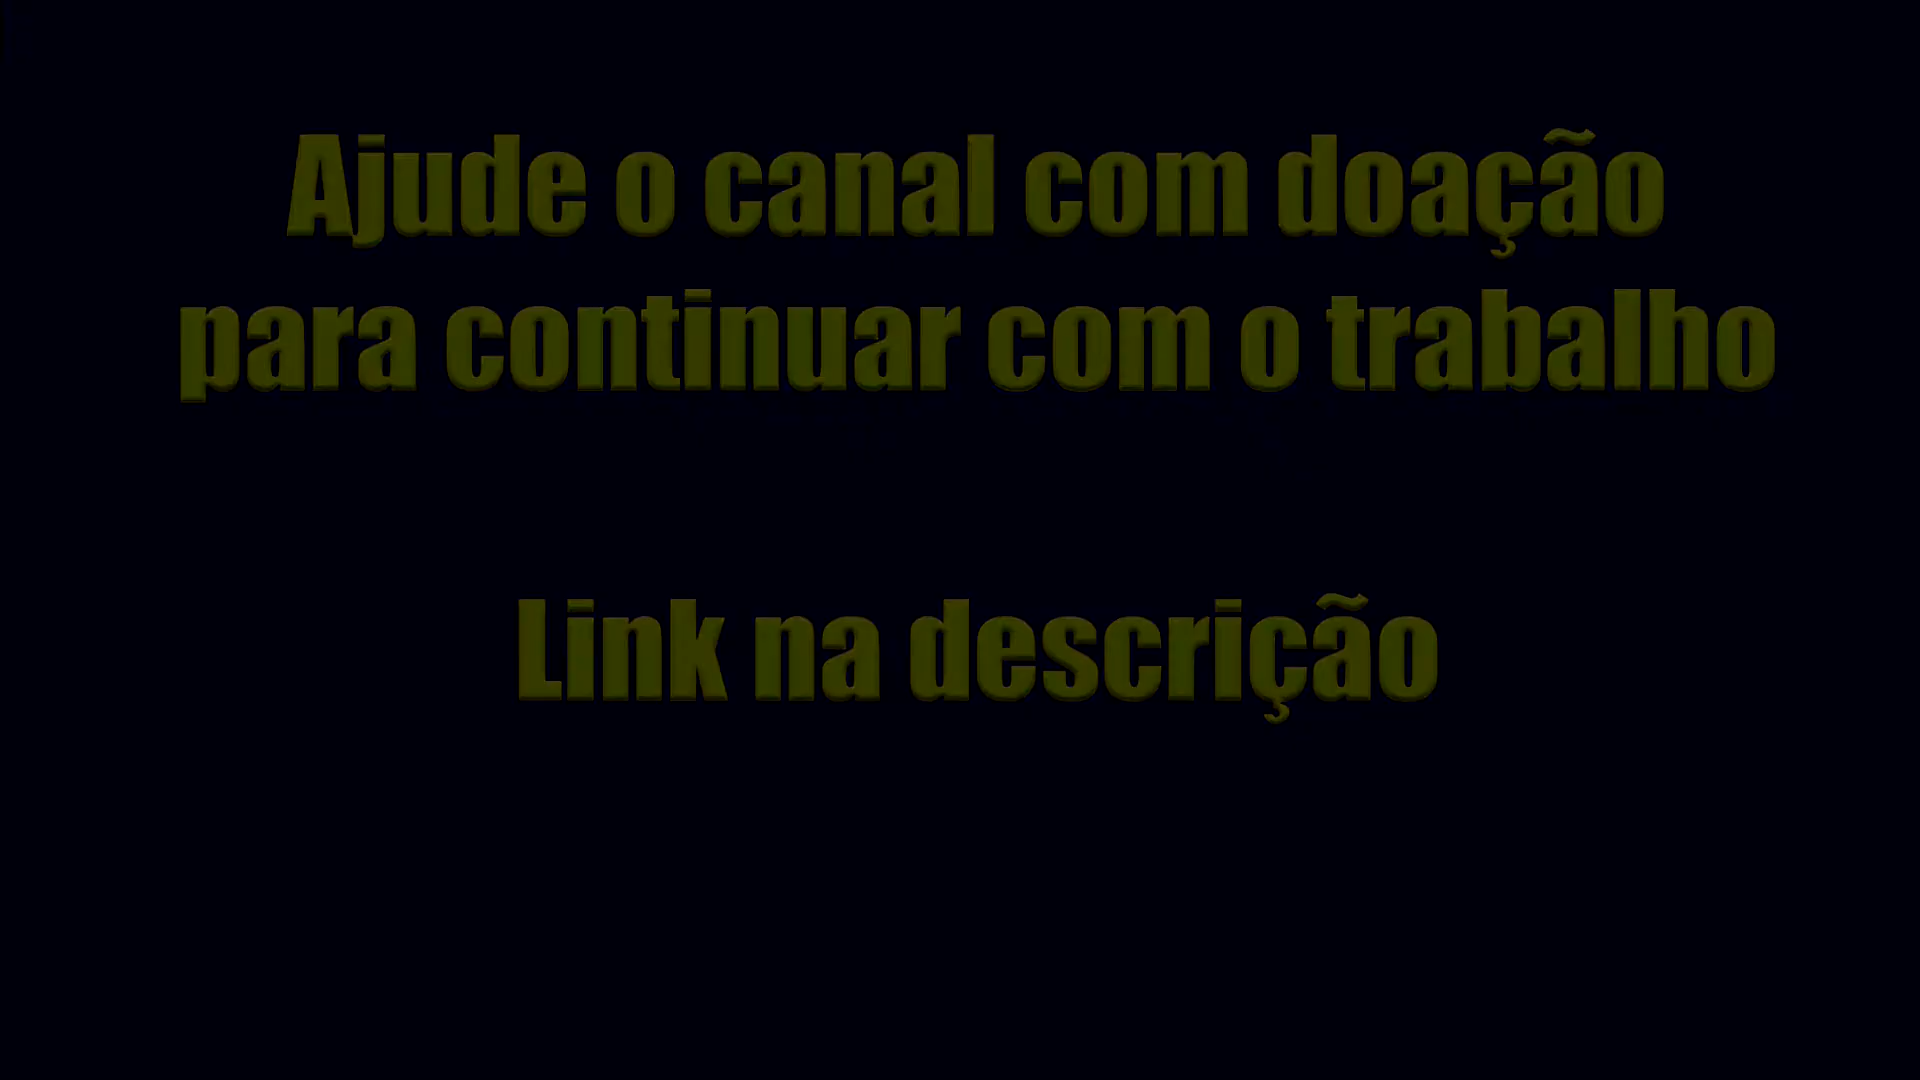 Ajude o canal com doação
para continuar com o trabalho
Link na descrição